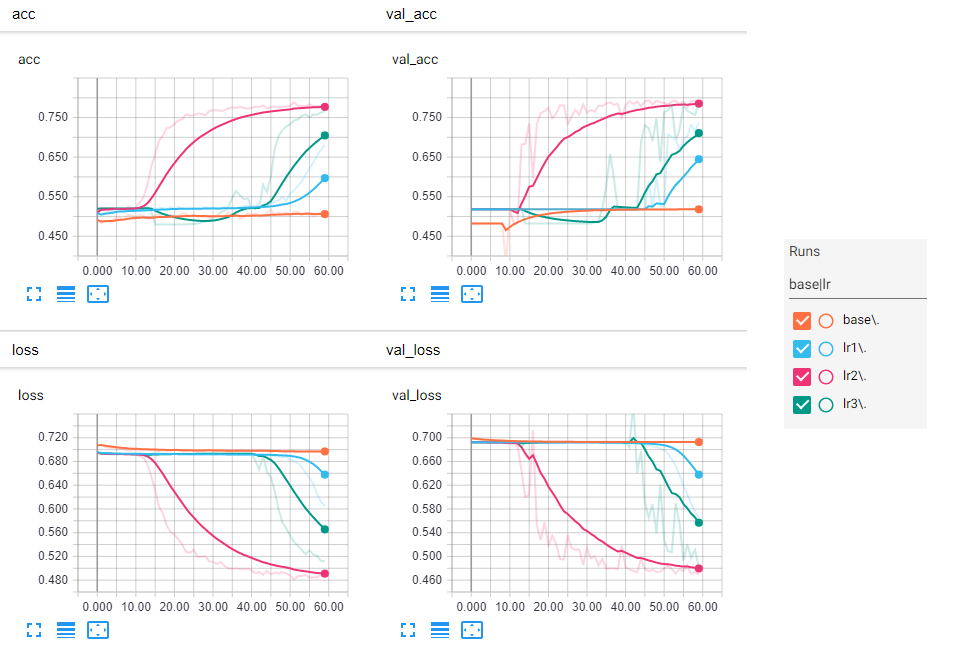 acc val_acc
acc val_acc
0.750 0.750
0.650 0.650
0.550 0.550
0.450 0.450
0.000 10.00 20.00 30.00 40.00 50.00 60.00 0.000 10.00 20.00 30.00 40.00 50.00 60.00
loss val_loss
loss val_loss
0.720 0.700
0.680 0.660
0.640 0.620
0.600 0.580
0.560 0.540
0.520 0.500
0.480 0.460
0.000 10.00 20.00 30.00 40.00 50.00 60.00 0.000 10.00 20.00 30.00 40.00 50.00 60.00
Runs
base|lr
base\.
lr1\.
lr2\.
lr3\.